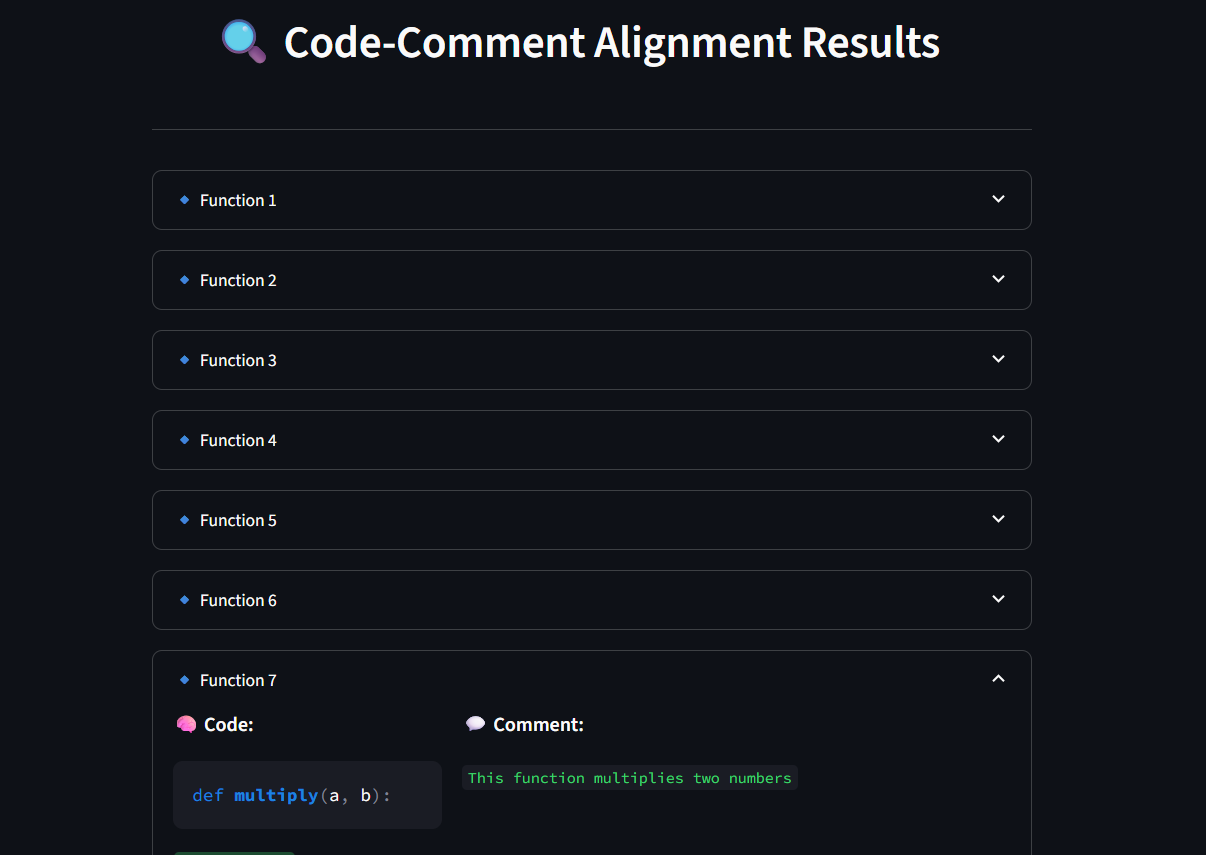 Code-Comment Alignment Results
Function 1
Function 2
Function 3
Function 4
Function 5
Function 6
Function 7
Code:
Comment:
def multiply(a, b):
This function multiplies two numbers